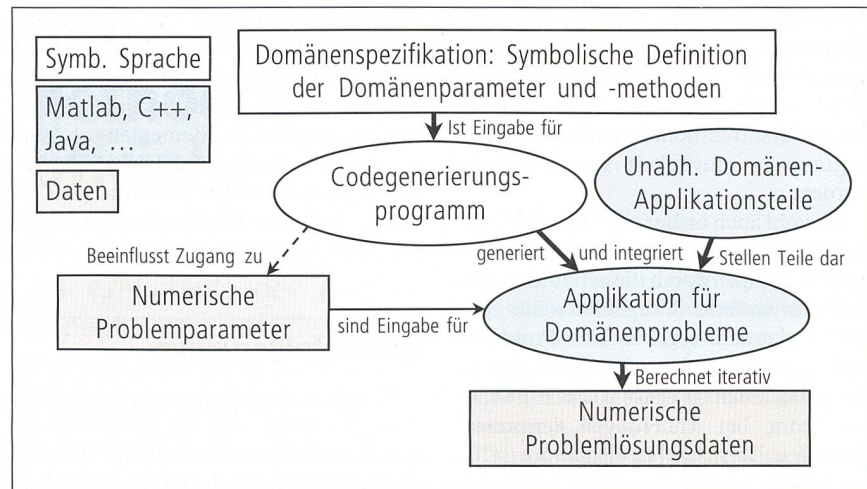 Symb. Sprache
Matlab, C++,
Java, ...
Daten
Domänenspezifikation: Symbolische Definition
der Domänenparameter und -methoden
Ist Eingabe für
Codegenerierungs-
programm
Unabh. Domänen-
Applikationsteile
Beeinflusst Zugang zu
generiert
und integriert
Stellen Teile dar
Numerische
Problemparameter
sind Eingabe für
Applikation für
Domänenprobleme
Berechnet iterativ
Numerische
Problemlösungsdaten